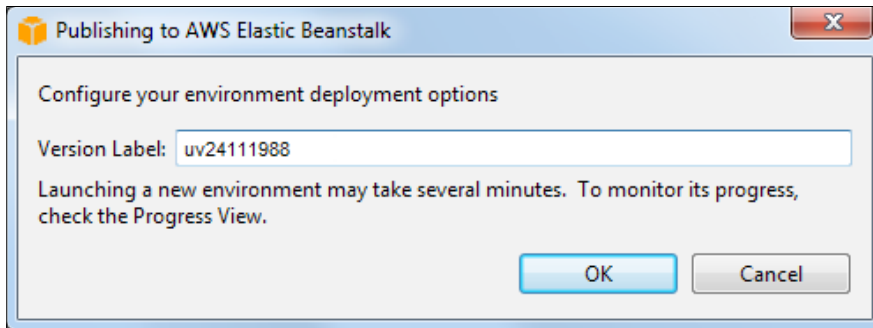 Publishing to AWS Elastic Beanstalk
Configure your environment deployment options
Version Label: uv24111988
Launching a new environment may take several minutes. To monitor its progress,
check the Progress View.
OK Cancel